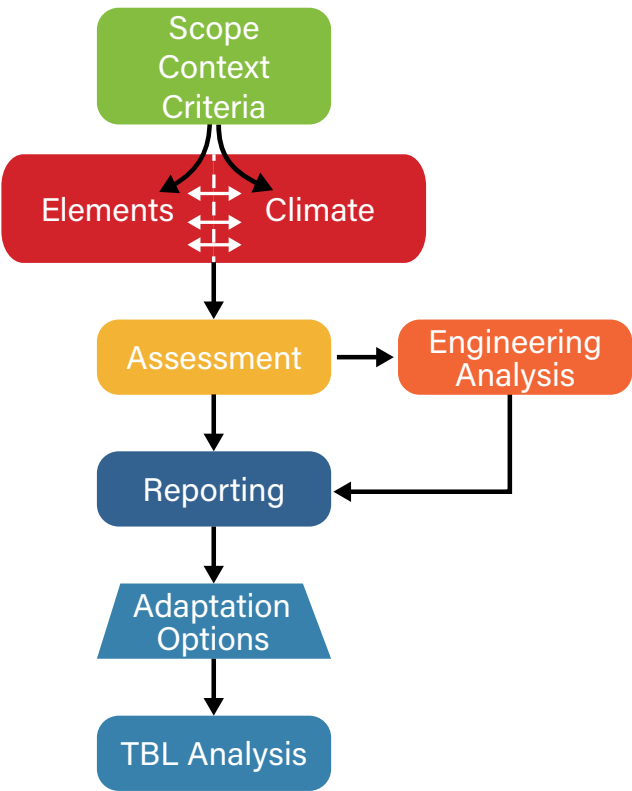 Scope
Context
Criteria
Elements
Climate
Assessment
Engineering
Analysis
Reporting
Adaptation
Options
TBL Analysis